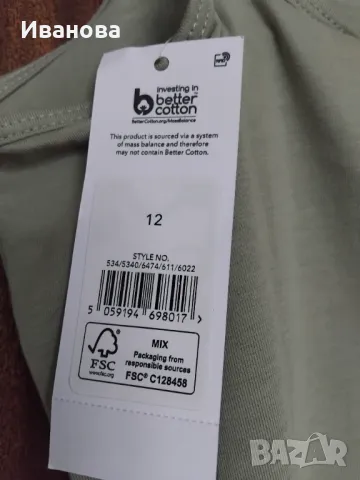 Иванова
investing in
better
cotton
BetterCotton.org/MassBalance
This product is sourced via a system
of mass balance and therefore
may not contain Better Cotton.
12
STYLE NO.
534/5340/6474/611/6022
5 059194 698017 >
FSC
www.fsc.org
MIX
Packaging from
responsible sources
FSC® C128458
BAZAR
bg